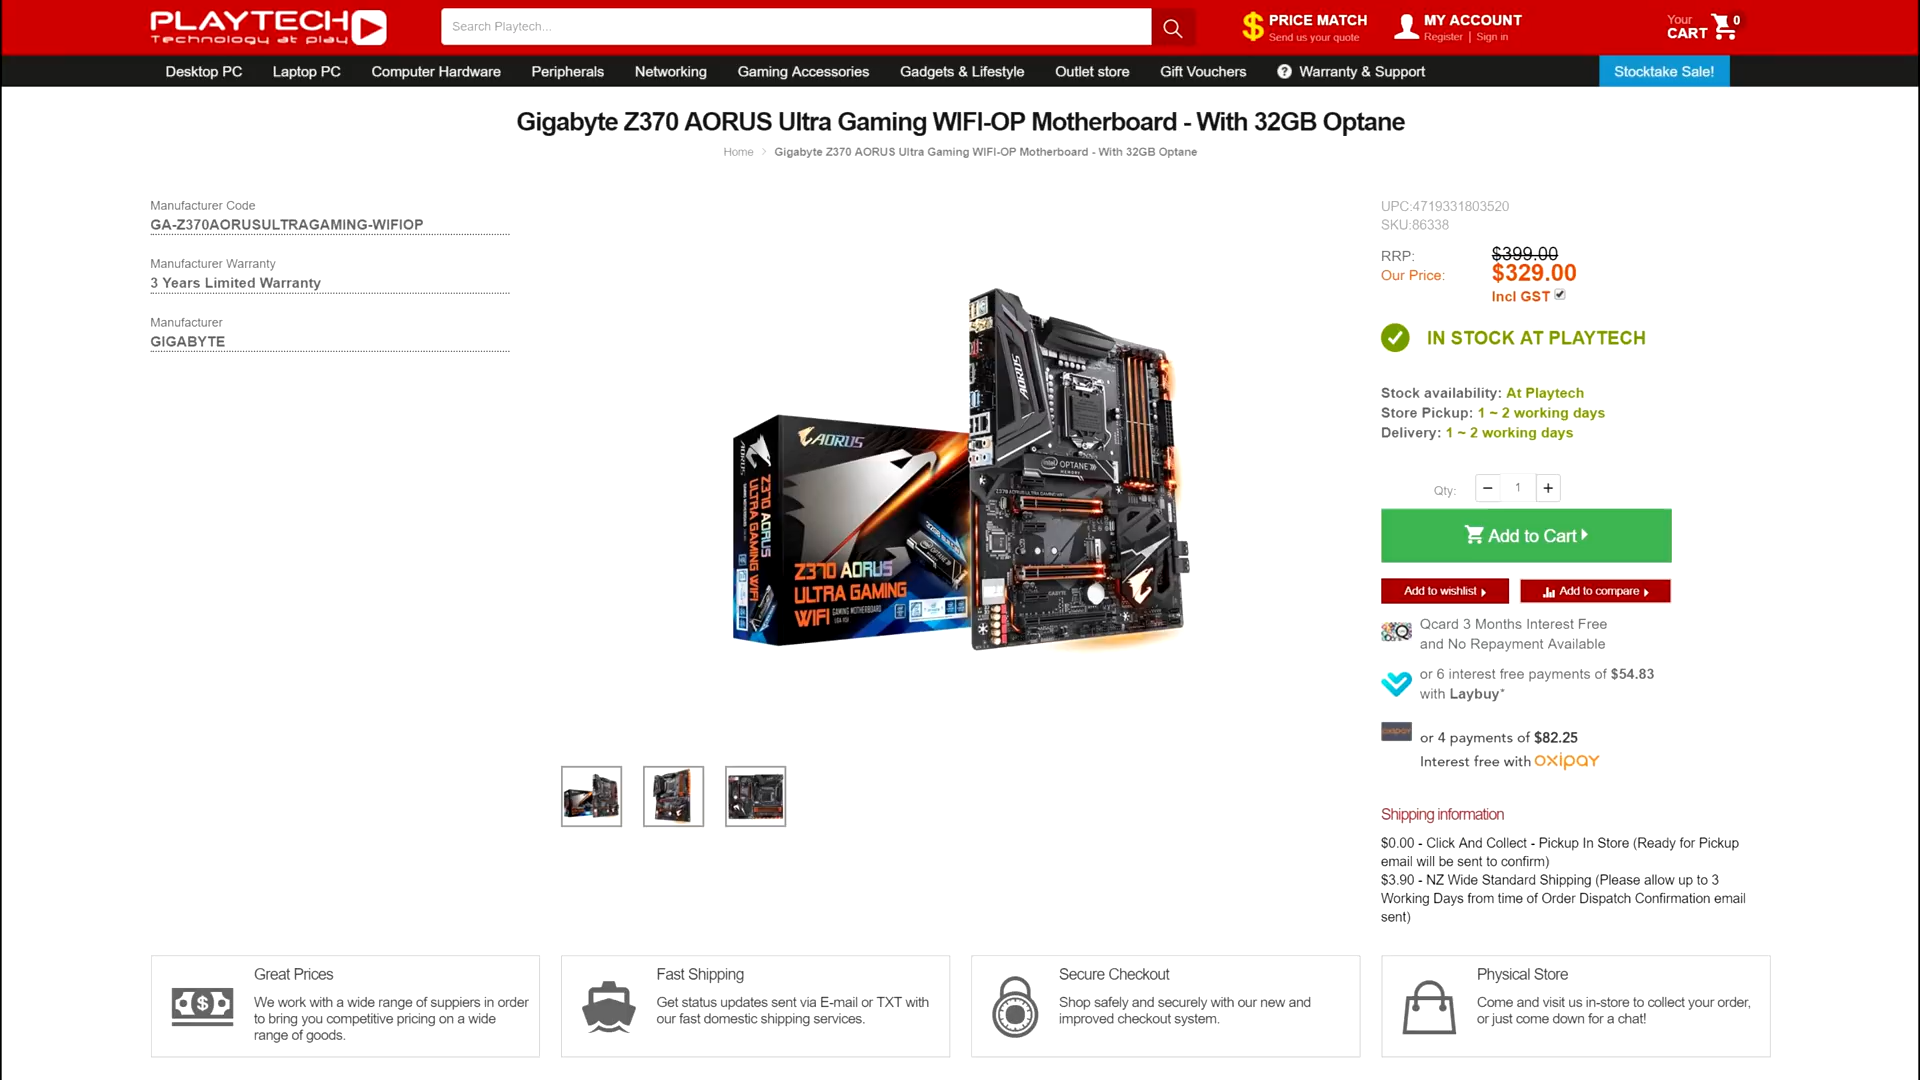 PLAYTECH
Technology at play
Search Playtech...
PRICE MATCH
Send us your quote
MY ACCOUNT
Register | Sign in
Your
CART
0
Desktop PC
Laptop PC
Computer Hardware
Peripherals
Networking
Gaming Accessories
Gadgets & Lifestyle
Outlet store
Gift Vouchers
Warranty & Support
Stocktake Sale!
Gigabyte Z370 AORUS Ultra Gaming WIFI-OP Motherboard - With 32GB Optane
Home > Gigabyte Z370 AORUS Ultra Gaming WIFI-OP Motherboard - With 32GB Optane
Manufacturer Code
GA-Z370AORUSULTRAGAMING-WIFIOP
Manufacturer Warranty
3 Years Limited Warranty
Manufacturer
GIGABYTE
AORUS
AORUS
Z370 AORUS
ULTRA GAMING WIFI
Z370 AORUS
ULTRA GAMING
WIFI
GAMING MOTHERBOARD
AORUS
intel OPTANE
MEMORY
UPC:4719331803520
SKU:86338
RRP: $399.00
Our Price: $329.00
Incl GST
IN STOCK AT PLAYTECH
Stock availability: At Playtech
Store Pickup: 1 ~ 2 working days
Delivery: 1 ~ 2 working days
Qty: − 1 +
Add to Cart
Add to wishlist
Add to compare
Qcard 3 Months Interest Free
and No Repayment Available
or 6 interest free payments of $54.83
with Laybuy*
or 4 payments of $82.25
Interest free with oxipay
Shipping information
$0.00 - Click And Collect - Pickup In Store (Ready for Pickup
email will be sent to confirm)
$3.90 - NZ Wide Standard Shipping (Please allow up to 3
Working Days from time of Order Dispatch Confirmation email
sent)
Great Prices
We work with a wide range of suppiers in order
to bring you competitive pricing on a wide
range of goods.
Fast Shipping
Get status updates sent via E-mail or TXT with
our fast domestic shipping services.
Secure Checkout
Shop safely and securely with our new and
improved checkout system.
Physical Store
Come and visit us in-store to collect your order,
or just come down for a chat!